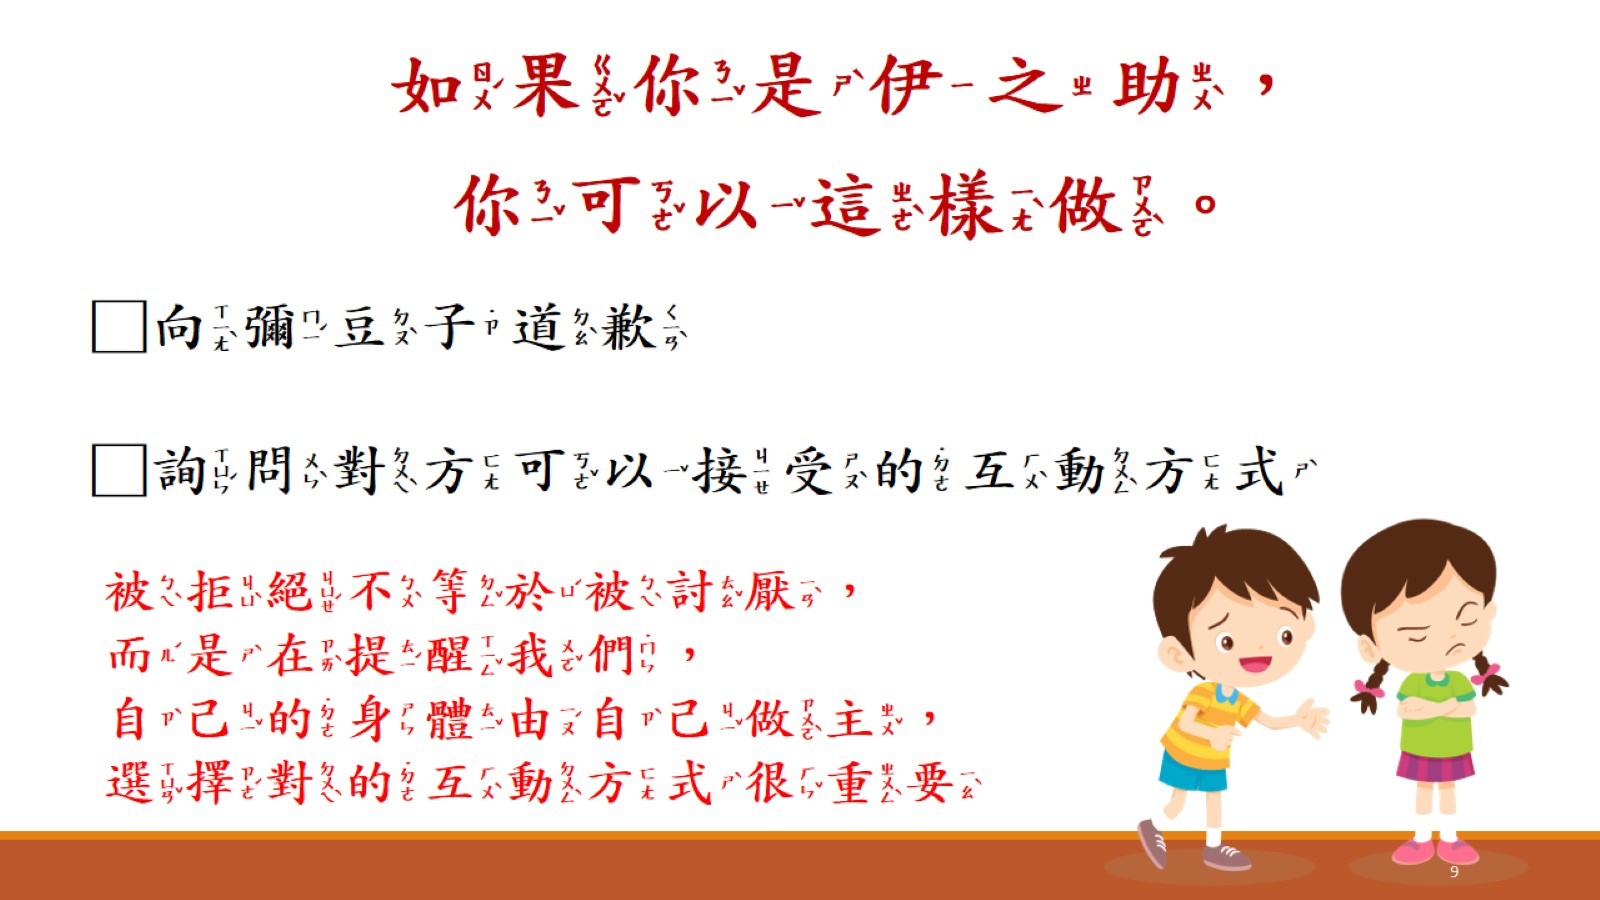 如果你是伊之助，
你可以這樣做。
□向彌豆子道歉
□詢問對方可以接受的互動方式
被拒絕不等於被討厭，
而是在提醒我們，
自己的身體由自己做主，
選擇對的互動方式很重要
9